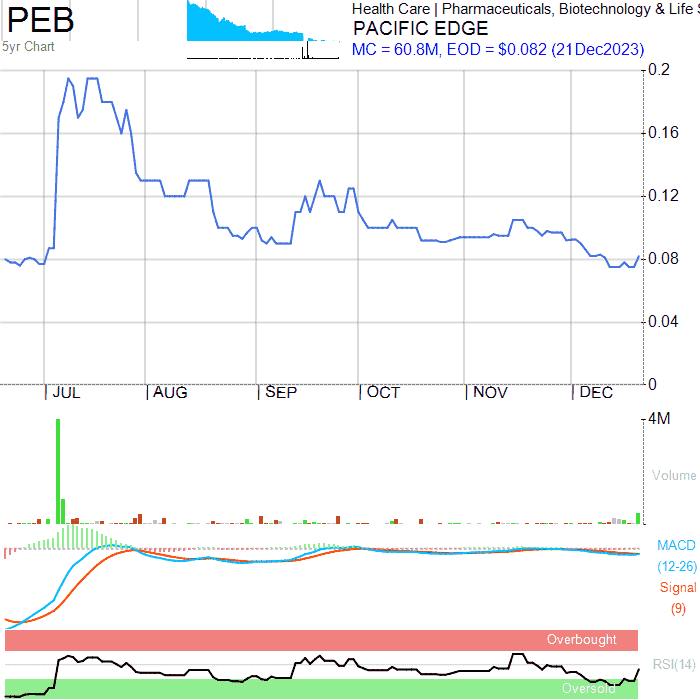 PEB
5yr Chart
Health Care | Pharmaceuticals, Biotechnology & Life
PACIFIC EDGE
MC = 60.8M, EOD = $0.082 (21Dec2023)
0.2
0.16
0.12
0.08
0.04
0
JUL AUG SEP OCT NOV DEC
4M
Volume
MACD
(12-26)
Signal
(9)
Overbought
RSI(14)
Oversold